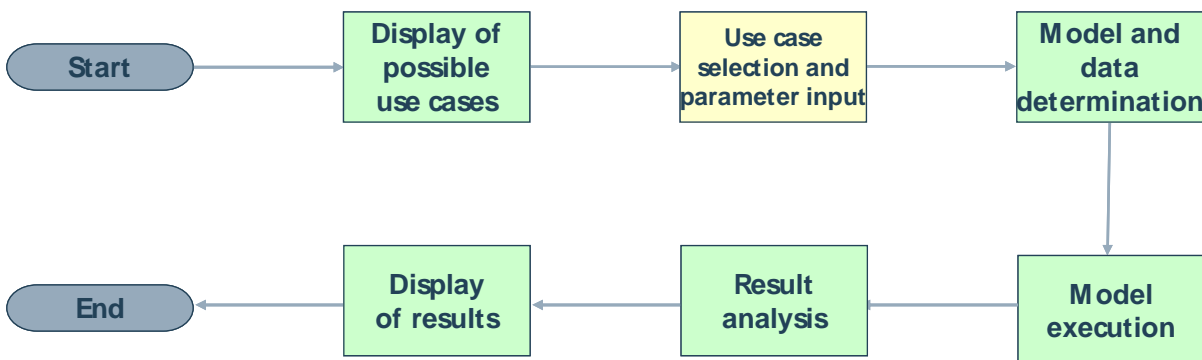 Start
Display of
possible
use cases
Use case
selection and
parameter input
Model and
data
determination
Model
execution
Result
analysis
Display
of results
End